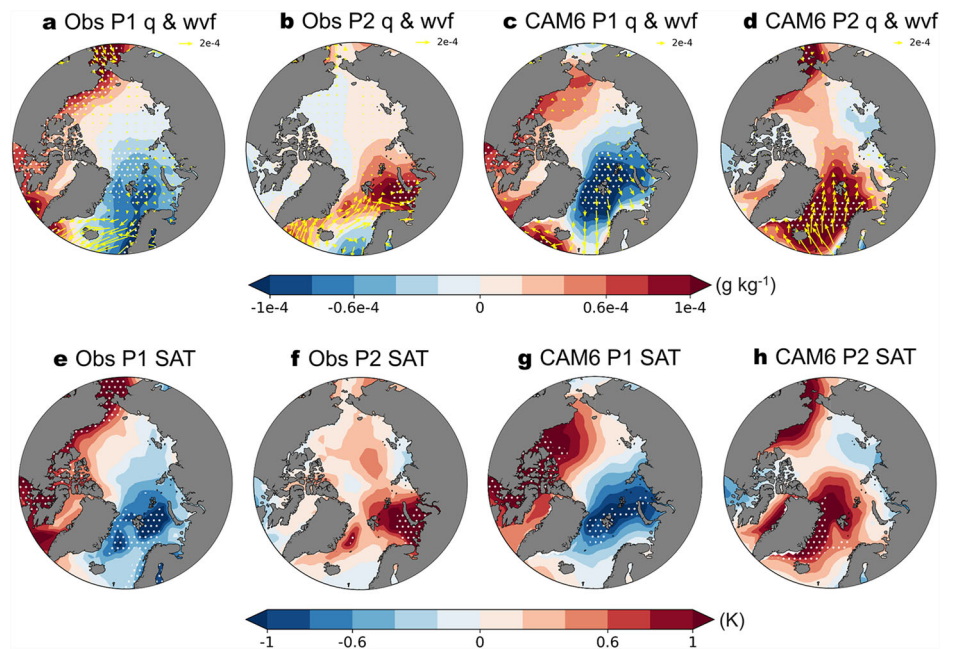 a Obs P1 q & wvf
b Obs P2 q & wvf
c CAM6 P1 q & wvf
d CAM6 P2 q & wvf
2e-4
2e-4
2e-4
2e-4
-1e-4 -0.6e-4 0 0.6e-4 1e-4 (g kg⁻¹)
e Obs P1 SAT
f Obs P2 SAT
g CAM6 P1 SAT
h CAM6 P2 SAT
-1 -0.6 0 0.6 1 (K)